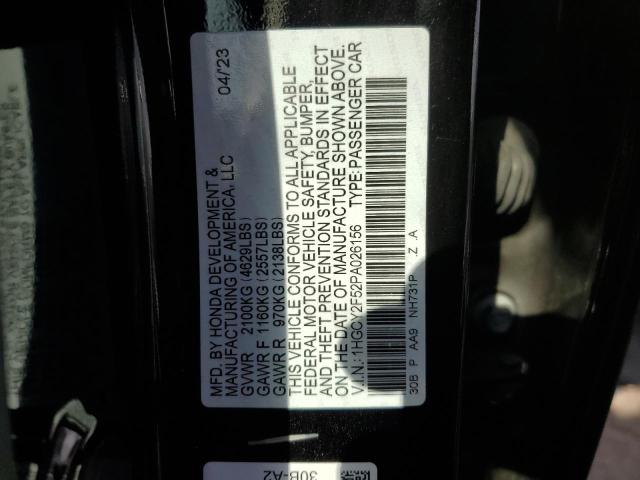 MFD. BY HONDA DEVELOPMENT &
MANUFACTURING OF AMERICA, LLC 04/'23
GVWR 2100KG (4629LBS)
GAWR F 1160KG (2557LBS)
GAWR R 970KG (2138LBS)
THIS VEHICLE CONFORMS TO ALL APPLICABLE
FEDERAL MOTOR VEHICLE SAFETY, BUMPER,
AND THEFT PREVENTION STANDARDS IN EFFECT
ON THE DATE OF MANUFACTURE SHOWN ABOVE.
V.I.N.: 1HGCY2F52PA026156 TYPE: PASSENGER CAR
30B P AA9 NH731P .Z .A
30B-A2